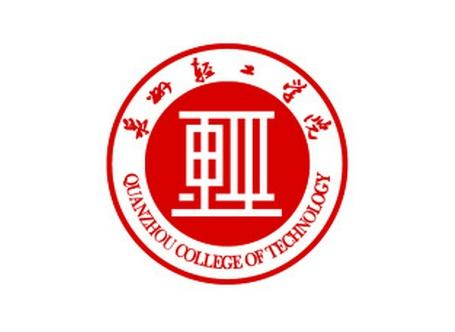 泉州轻工学院
QUANZHOU COLLEGE OF TECHNOLOGY